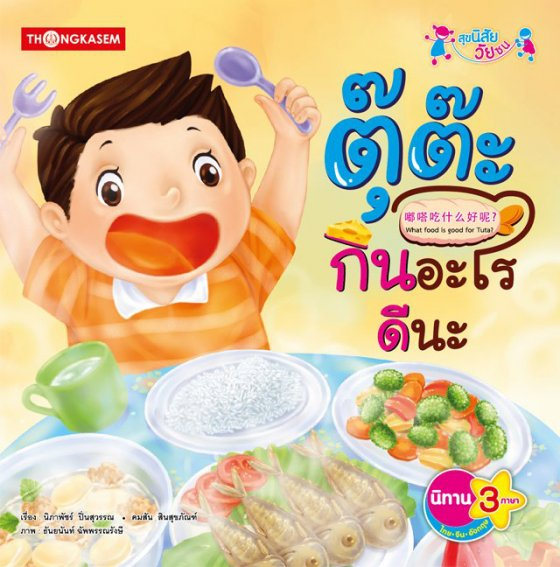 THONGKASEM
สุขนิสัย
วัยซน
ตุ๊ต๊ะ
嘟嗒吃什么好呢?
What food is good for Tuta?
กินอะไร
ดีนะ
เรื่อง : นิภาพัชร์ ปิ่นสุวรรณ • คมสัน สินสุขภัณฑ์
ภาพ : ธันยนันท์ ฉัพพรรณรังษี
นิทาน 3 ภาษา
ไทย-จีน-อังกฤษ